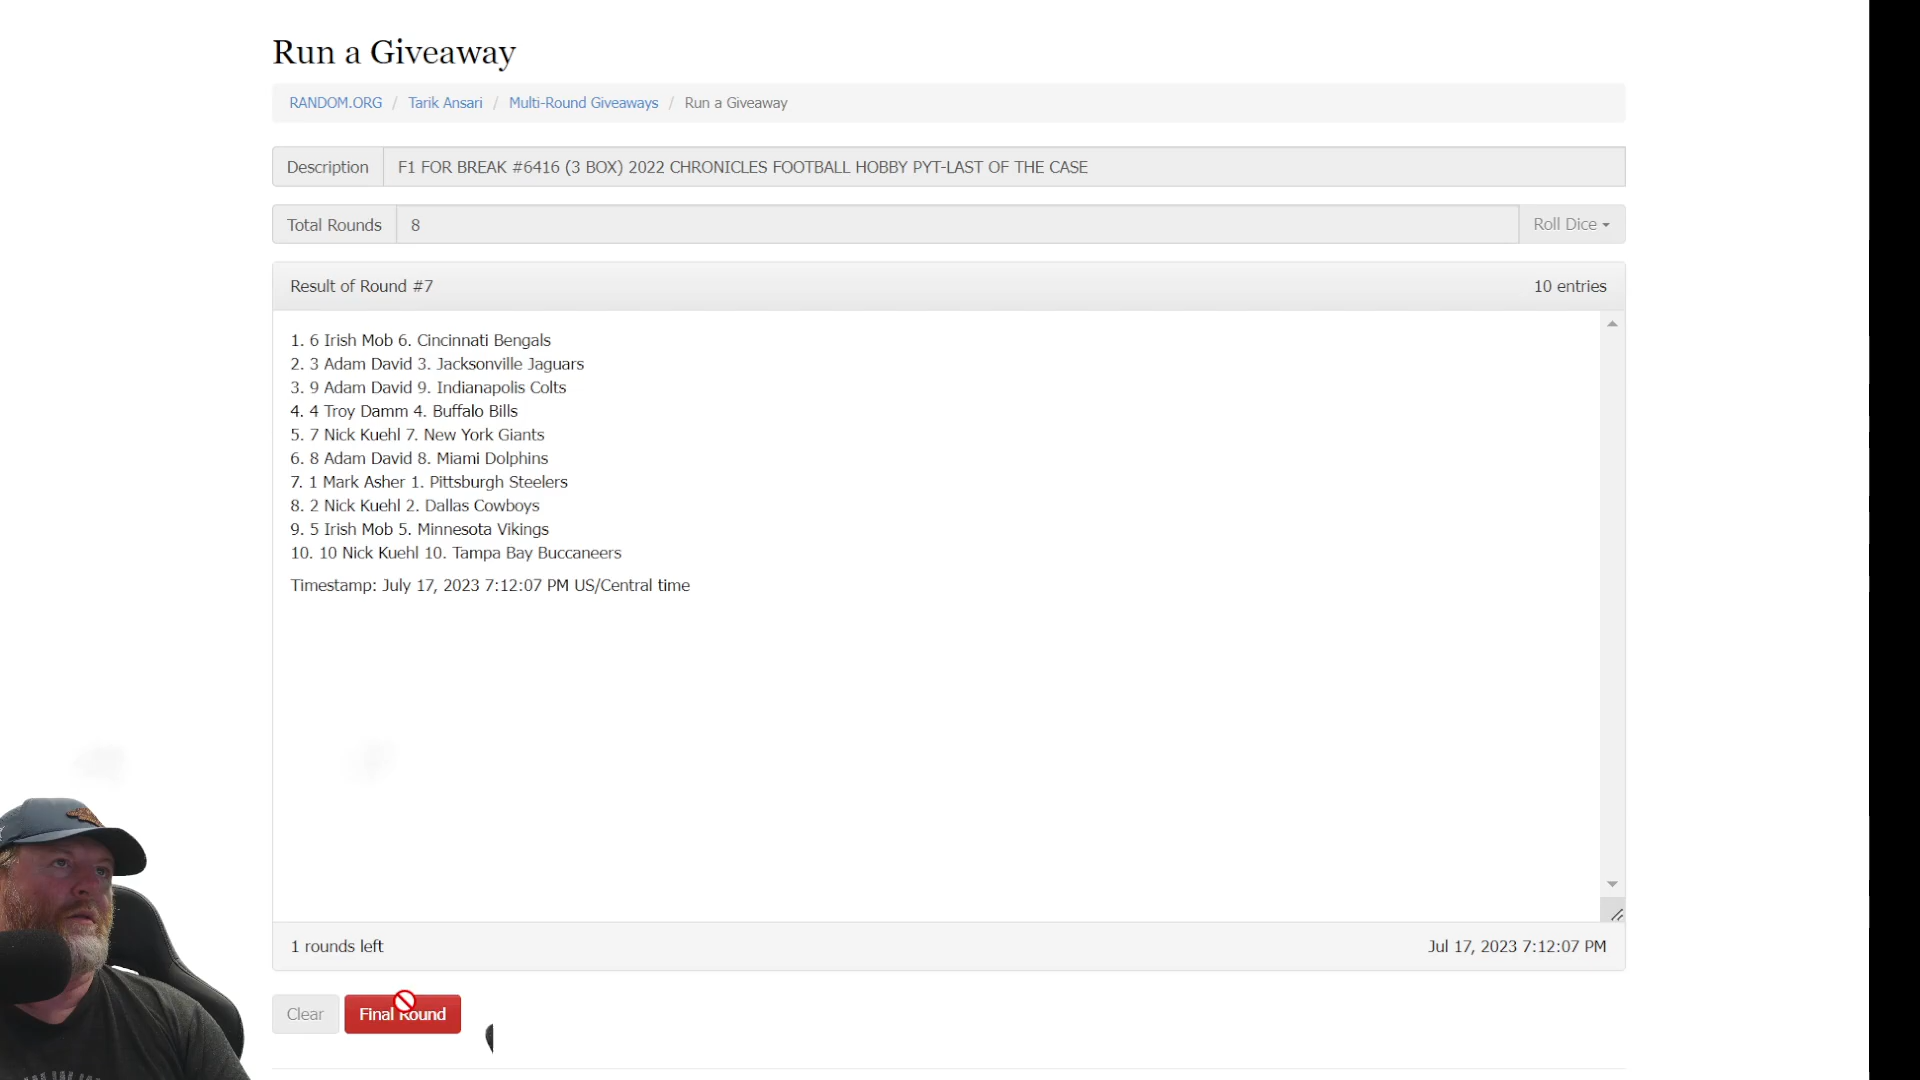 Run a Giveaway
RANDOM.ORG / Tarik Ansari / Multi-Round Giveaways / Run a Giveaway
Description F1 FOR BREAK #6416 (3 BOX) 2022 CHRONICLES FOOTBALL HOBBY PYT-LAST OF THE CASE
Total Rounds 8 Roll Dice
Result of Round #7 10 entries
1. 6 Irish Mob 6. Cincinnati Bengals
2. 3 Adam David 3. Jacksonville Jaguars
3. 9 Adam David 9. Indianapolis Colts
4. 4 Troy Damm 4. Buffalo Bills
5. 7 Nick Kuehl 7. New York Giants
6. 8 Adam David 8. Miami Dolphins
7. 1 Mark Asher 1. Pittsburgh Steelers
8. 2 Nick Kuehl 2. Dallas Cowboys
9. 5 Irish Mob 5. Minnesota Vikings
10. 10 Nick Kuehl 10. Tampa Bay Buccaneers
Timestamp: July 17, 2023 7:12:07 PM US/Central time
1 rounds left Jul 17, 2023 7:12:07 PM
Clear Final Round